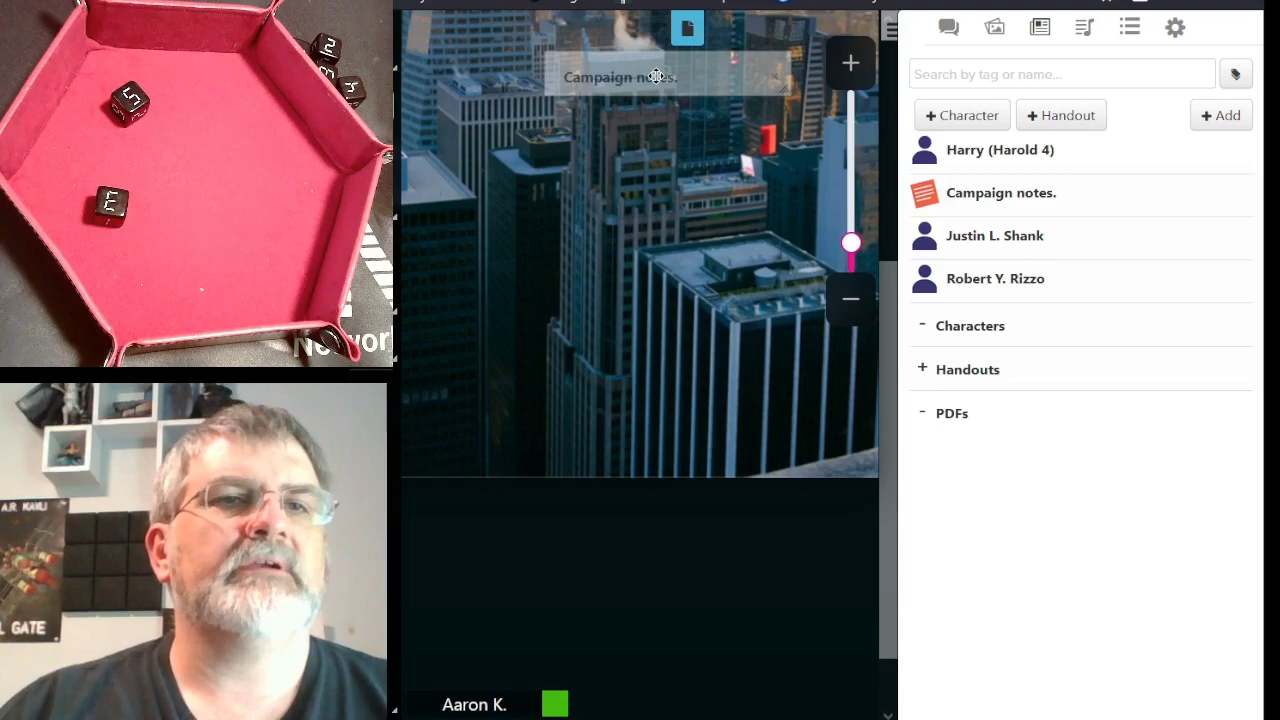 Campaign notes.
Search by tag or name...
+ Character
+ Handout
+ Add
Harry (Harold 4)
Campaign notes.
Justin L. Shank
Robert Y. Rizzo
- Characters
+ Handouts
- PDFs
A.R. KAVLI
L GATE
Aaron K.